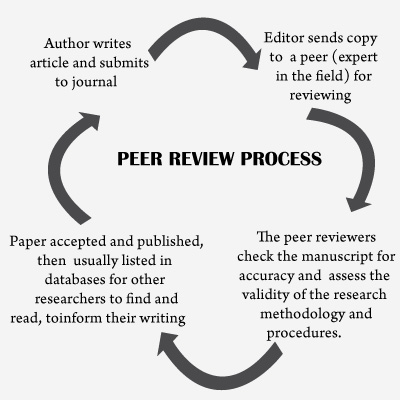 Author writes
article and submits
to journal
Editor sends copy
to a peer (expert
in the field) for
reviewing
PEER REVIEW PROCESS
The peer reviewers
check the manuscript for
accuracy and assess the
validity of the research
methodology and
procedures.
Paper accepted and published,
then usually listed in
databases for other
researchers to find and
read, toinform their writing